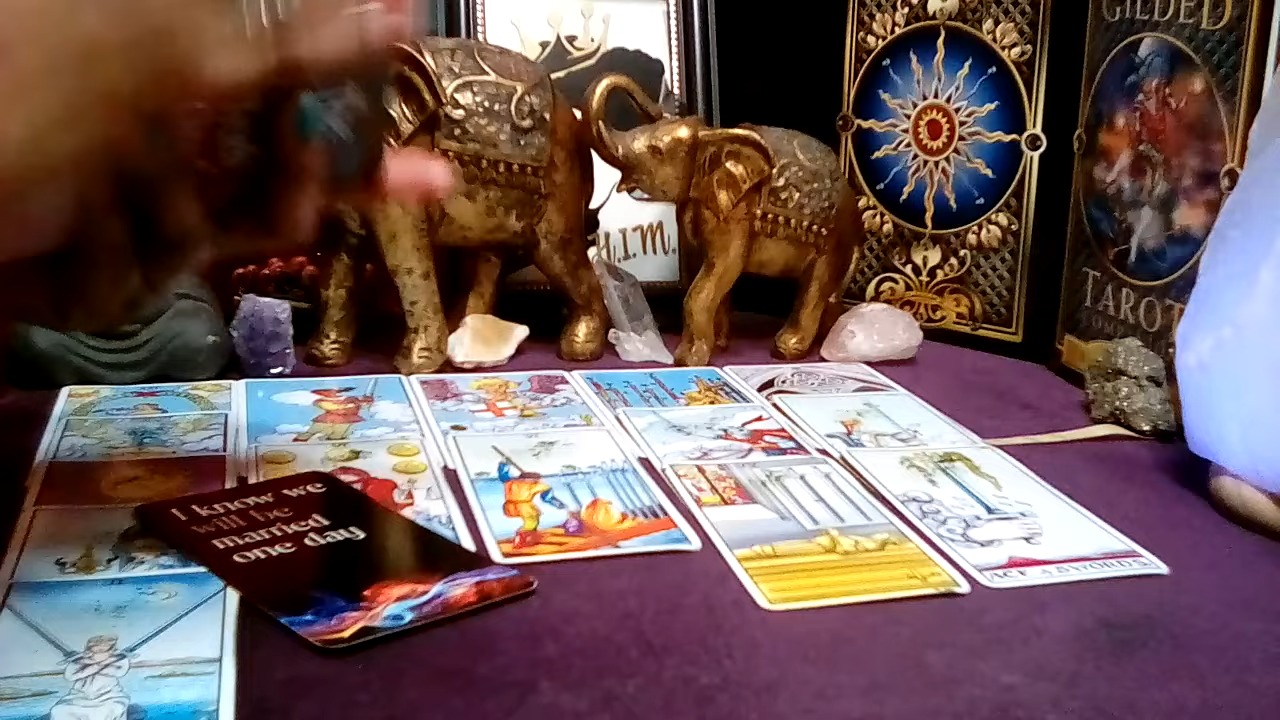 GILDED
H.I.M.
TAROT
I know we
will be
married
one day
ACE of SWORDS